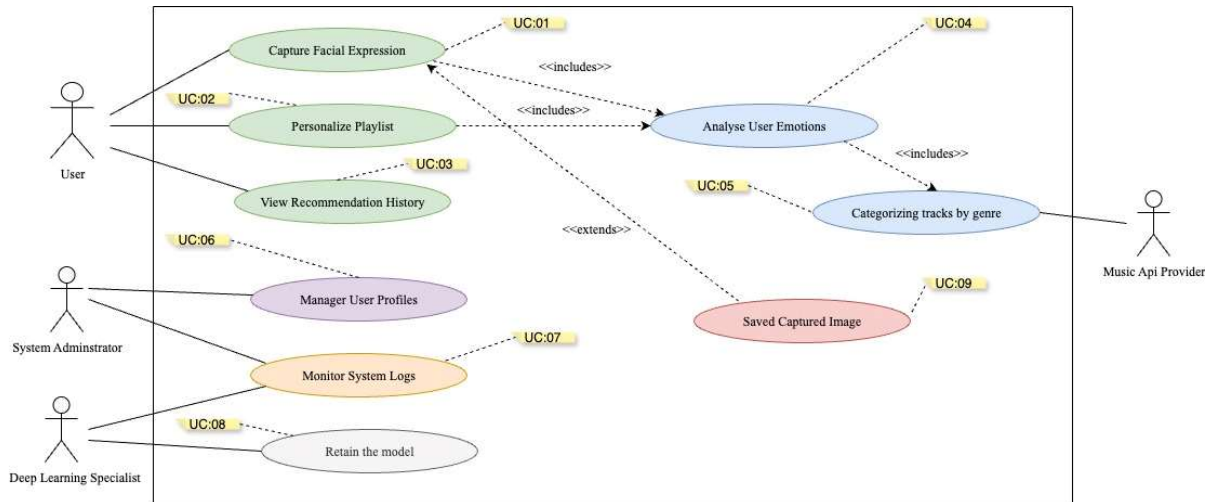 UC:01
UC:04
Capture Facial Expression
<<includes>>
UC:02
<<includes>>
Personalize Playlist
Analyse User Emotions
User
UC:03
<<includes>>
UC:05
View Recommendation History
Categorizing tracks by genre
<<extends>>
UC:06
Music Api Provider
UC:09
Manager User Profiles
Saved Captured Image
System Adminstrator
UC:07
Monitor System Logs
UC:08
Retain the model
Deep Learning Specialist